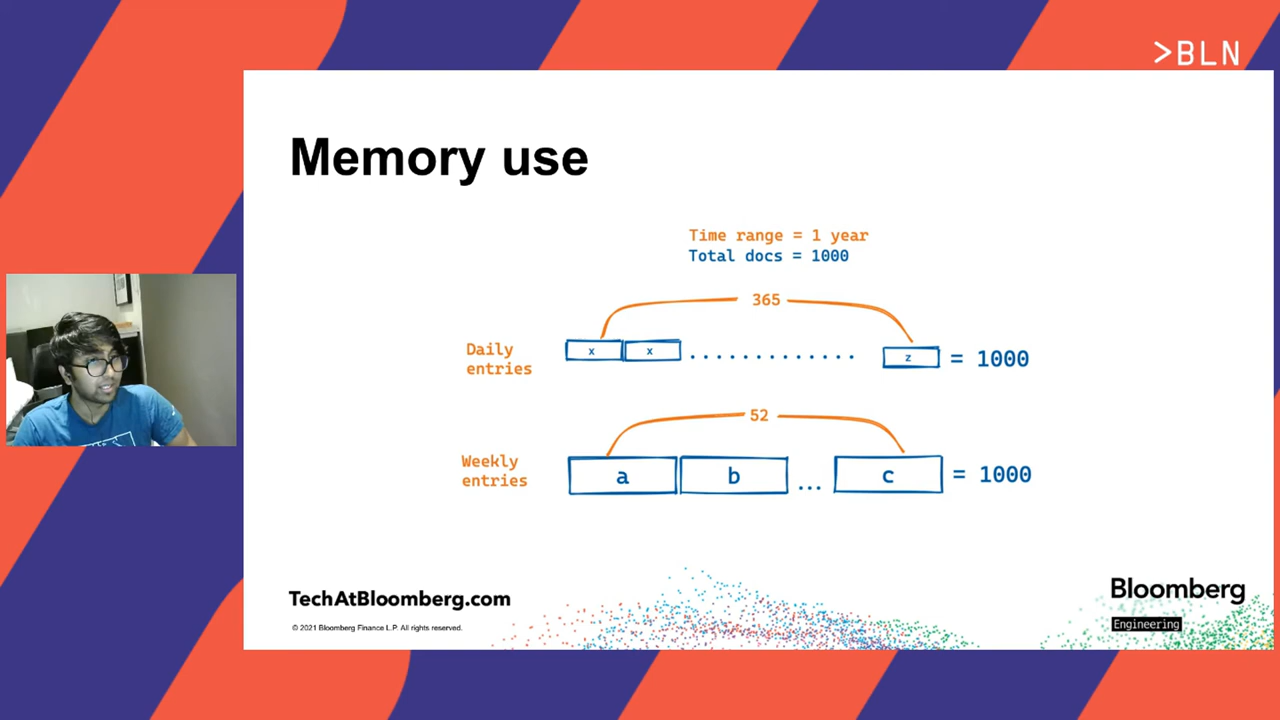 >BLN
Memory use
Time range = 1 year
Total docs = 1000
365
Daily
entries
x
x
z
= 1000
52
Weekly
entries
a
b
...
c
= 1000
TechAtBloomberg.com
© 2021 Bloomberg Finance L.P. All rights reserved.
Bloomberg
Engineering